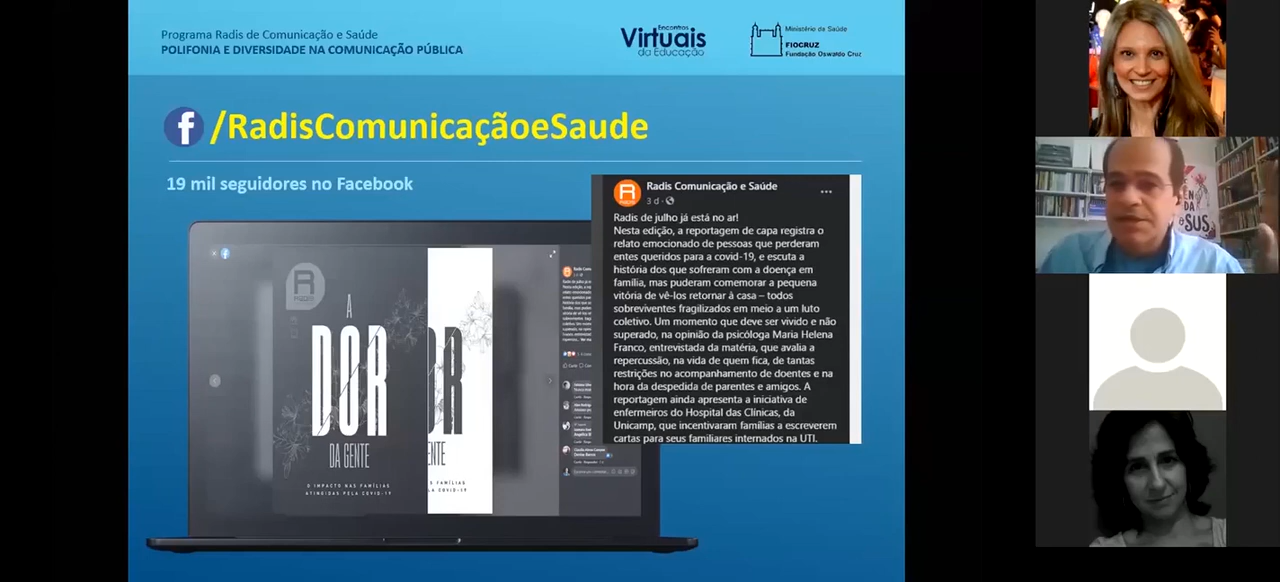 Programa Radis de Comunicação e Saúde
POLIFONIA E DIVERSIDADE NA COMUNICAÇÃO PÚBLICA
Encontros
Virtuais
da Educação
Ministério da Saúde
FIOCRUZ
Fundação Oswaldo Cruz
f /RadisComunicaçãoeSaude
19 mil seguidores no Facebook
R
Radis Comunicação e Saúde
3 d
Radis de julho já está no ar!
Nesta edição, a reportagem de capa registra o
relato emocionado de pessoas que perderam
entes queridos para a covid-19, e escuta a
história dos que sofreram com a doença em
família, mas puderam comemorar a pequena
vitória de vê-los retornar à casa – todos
sobreviventes fragilizados em meio a um luto
coletivo. Um momento que deve ser vivido e não
superado, na opinião da psicóloga Maria Helena
Franco, entrevistada da matéria, que avalia a
repercussão, na vida de quem fica, de tantas
restrições no acompanhamento de doentes e na
hora da despedida de parentes e amigos. A
reportagem ainda apresenta a iniciativa de
enfermeiros do Hospital das Clínicas, da
Unicamp, que incentivaram famílias a escreverem
cartas para seus familiares internados na UTI.
A
DOR
DA GENTE
O IMPACTO NAS FAMÍLIAS
ATINGIDAS PELA COVID-19
SUS